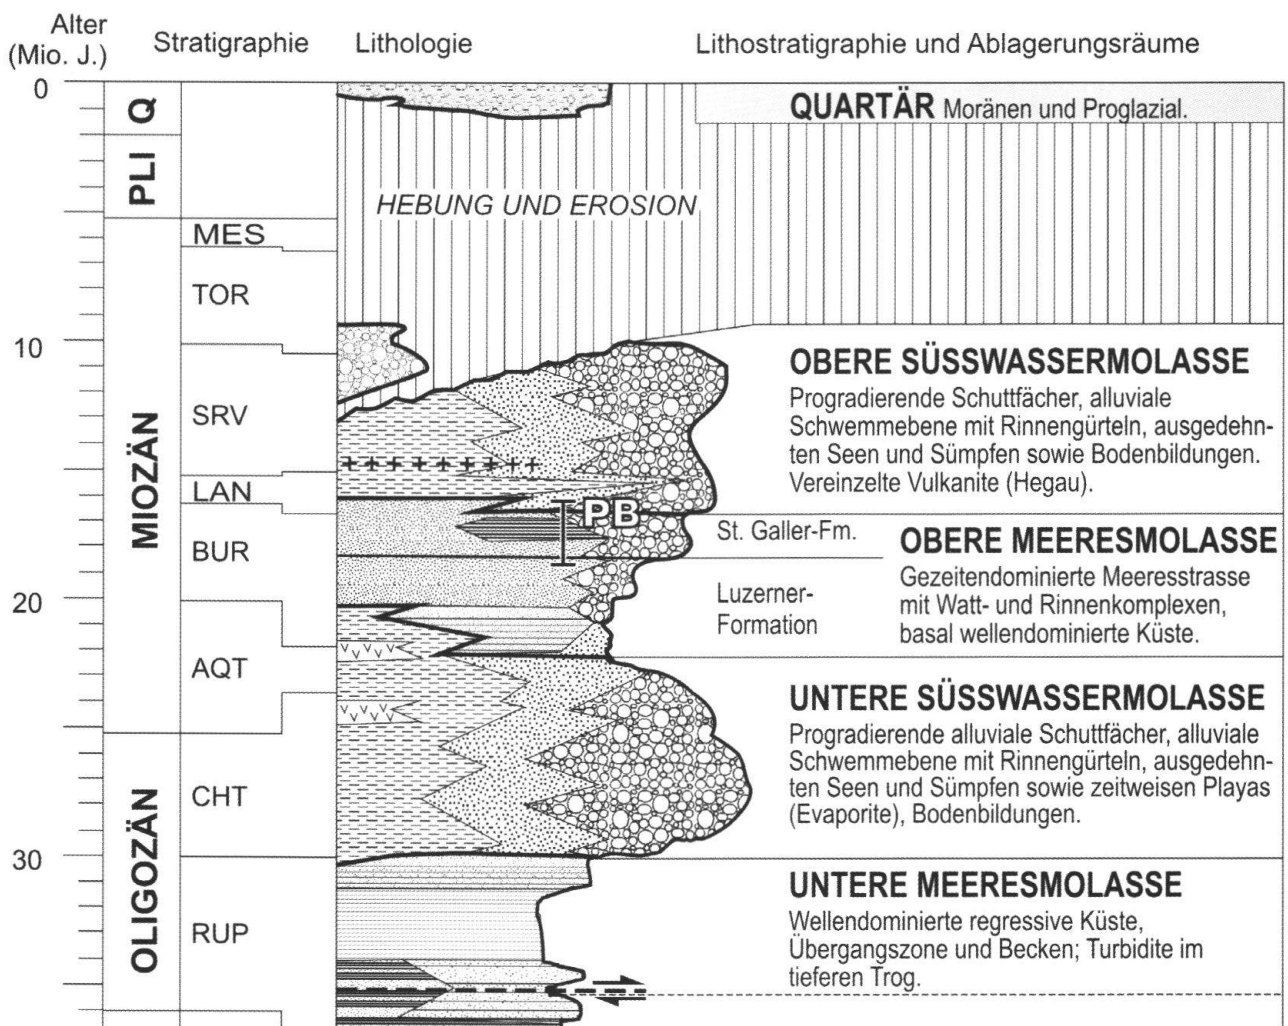 Alter
(Mio. J.)
Stratigraphie
Lithologie
Lithostratigraphie und Ablagerungsräume
0
10
20
30
Q
PLI
MIOZÄN
OLIGOZÄN
MES
TOR
SRV
LAN
BUR
AQT
CHT
RUP
HEBUNG UND EROSION
PB
QUARTÄR Moränen und Proglazial.
OBERE SÜSSWASSERMOLASSE
Progradierende Schuttfächer, alluviale
Schwemmebene mit Rinnengürteln, ausgedehn-
ten Seen und Sümpfen sowie Bodenbildungen.
Vereinzelte Vulkanite (Hegau).
St. Galler-Fm.
Luzerner-
Formation
OBERE MEERESMOLASSE
Gezeitendominierte Meeresstrasse
mit Watt- und Rinnenkomplexen,
basal wellendominierte Küste.
UNTERE SÜSSWASSERMOLASSE
Progradierende alluviale Schuttfächer, alluviale
Schwemmebene mit Rinnengürteln, ausgedehn-
ten Seen und Sümpfen sowie zeitweisen Playas
(Evaporite), Bodenbildungen.
UNTERE MEERESMOLASSE
Wellendominierte regressive Küste,
Übergangszone und Becken; Turbidite im
tieferen Trog.